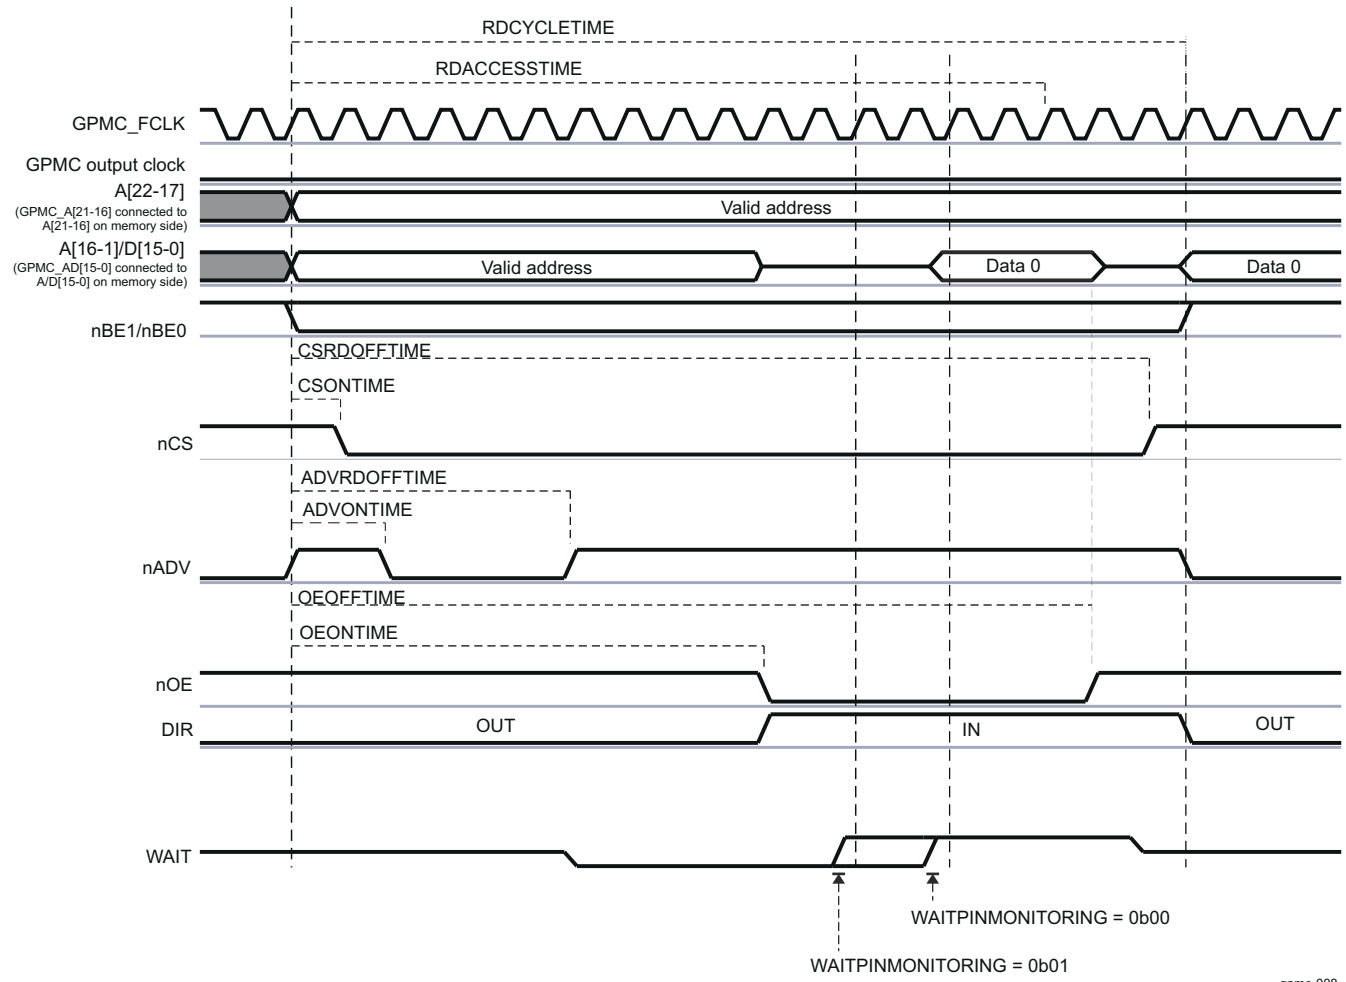 RDCYCLETIME
RDACCESSTIME
GPMC_FCLK
GPMC output clock
A[22-17]
(GPMC_A[21-16] connected to
A[21-16] on memory side)
Valid address
A[16-1]/D[15-0]
(GPMC_AD[15-0] connected to
A/D[15-0] on memory side)
Valid address
Data 0
Data 0
nBE1/nBE0
CSRDOFFTIME
CSONTIME
nCS
ADVRDOFFTIME
ADVONTIME
nADV
OEOFFTIME
OEONTIME
nOE
DIR
OUT
IN
OUT
WAIT
WAITPINMONITORING = 0b00
WAITPINMONITORING = 0b01